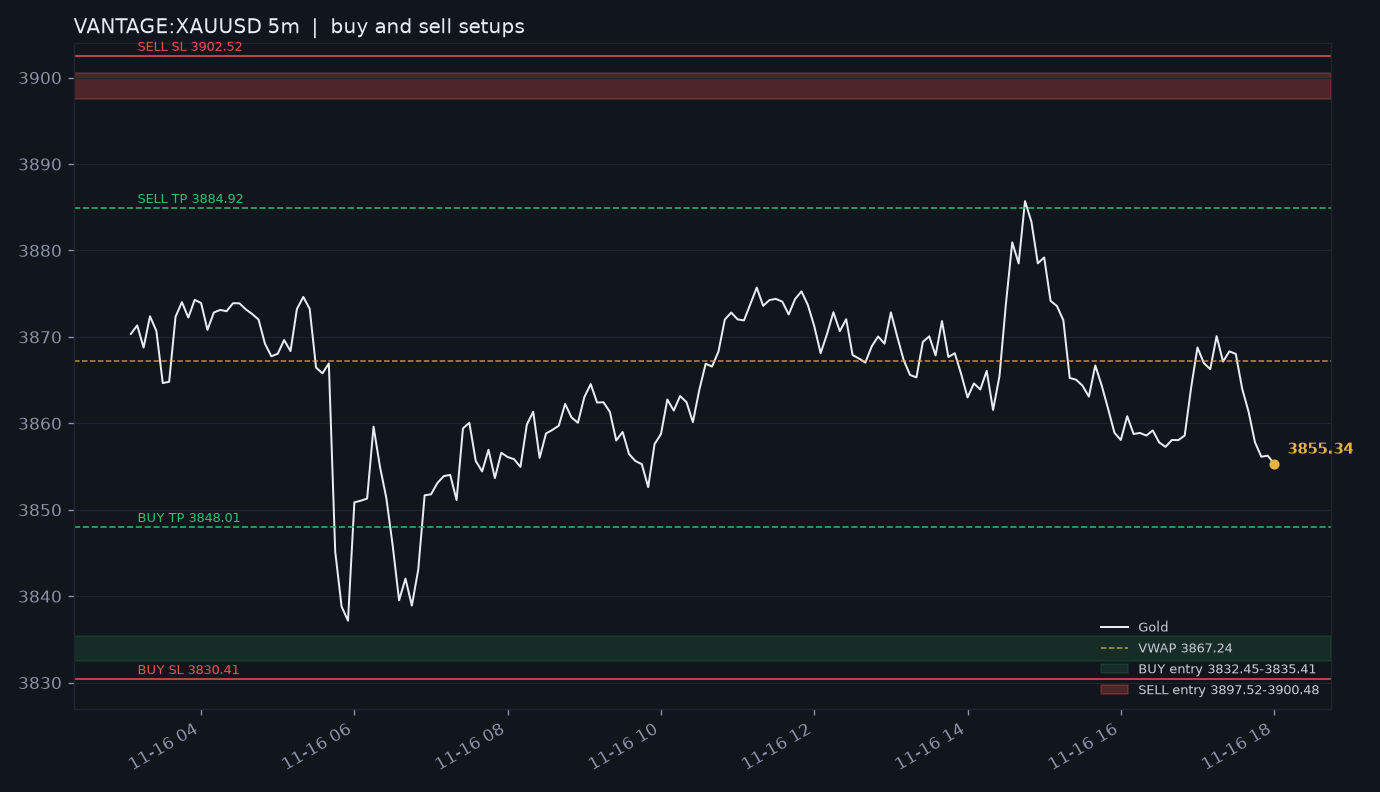 VANTAGE:XAUUSD 5m | buy and sell setups
SELL SL 3902.52
3900
3890
SELL TP 3884.92
3880
3870
3860
3855.34
3850
BUY TP 3848.01
3840
Gold
VWAP 3867.24
BUY SL 3830.41
BUY entry 3832.45-3835.41
3830
SELL entry 3897.52-3900.48
11-16 04
11-16 06
11-16 08
11-16 10
11-16 12
11-16 14
11-16 16
11-16 18